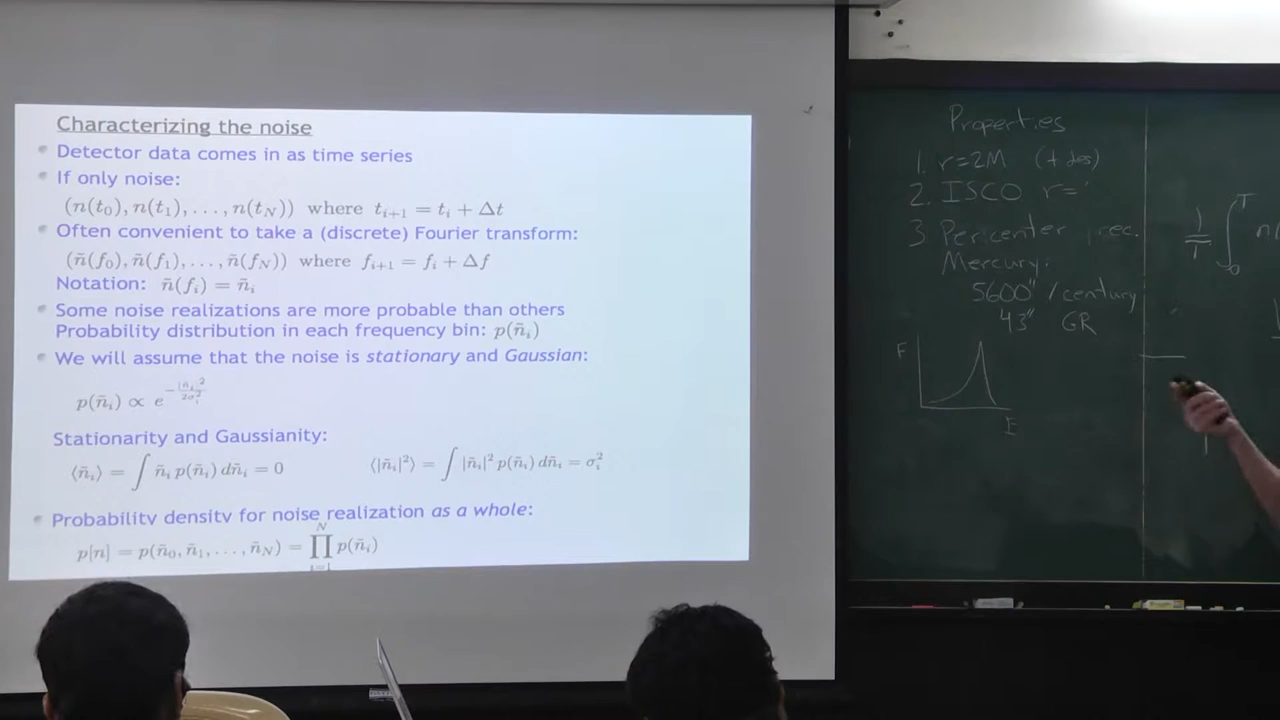 Characterizing the noise
Detector data comes in as time series
If only noise:
(n(t₀), n(t₁), . . . , n(t_N)) where t_{i+1} = t_i + Δt
Often convenient to take a (discrete) Fourier transform:
(ñ(f₀), ñ(f₁), . . . , ñ(f_N)) where f_{i+1} = f_i + Δf
Notation: ñ(f_i) = ñ_i
Some noise realizations are more probable than others
Probability distribution in each frequency bin: p(ñ_i)
We will assume that the noise is stationary and Gaussian:
p(ñ_i) ∝ e^{-|ñ_i|²/2σ_i²}
Stationarity and Gaussianity:
⟨ñ_i⟩ = ∫ ñ_i p(ñ_i) dñ_i = 0
⟨|ñ_i|²⟩ = ∫ |ñ_i|² p(ñ_i) dñ_i = σ_i²
Probability density for noise realization as a whole:
p[n] = p(ñ₀, ñ₁, . . . , ñ_N) = ∏_{i=1}^{N} p(ñ_i)
Properties
1. r=2M
2. ISCO r=
3 Pericenter
Mercury:
5600" / century
43" GR
F
E
1/T ∫₀^T n